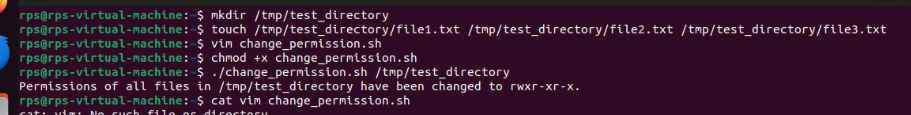 rps@rps-virtual-machine:~$ mkdir /tmp/test_directory
rps@rps-virtual-machine:~$ touch /tmp/test_directory/file1.txt /tmp/test_directory/file2.txt /tmp/test_directory/file3.txt
rps@rps-virtual-machine:~$ vim change_permission.sh
rps@rps-virtual-machine:~$ chmod +x change_permission.sh
rps@rps-virtual-machine:~$ ./change_permission.sh /tmp/test_directory
Permissions of all files in /tmp/test_directory have been changed to rwxr-xr-x.
rps@rps-virtual-machine:~$ cat vim change_permission.sh
cat: vim: No such file or directory